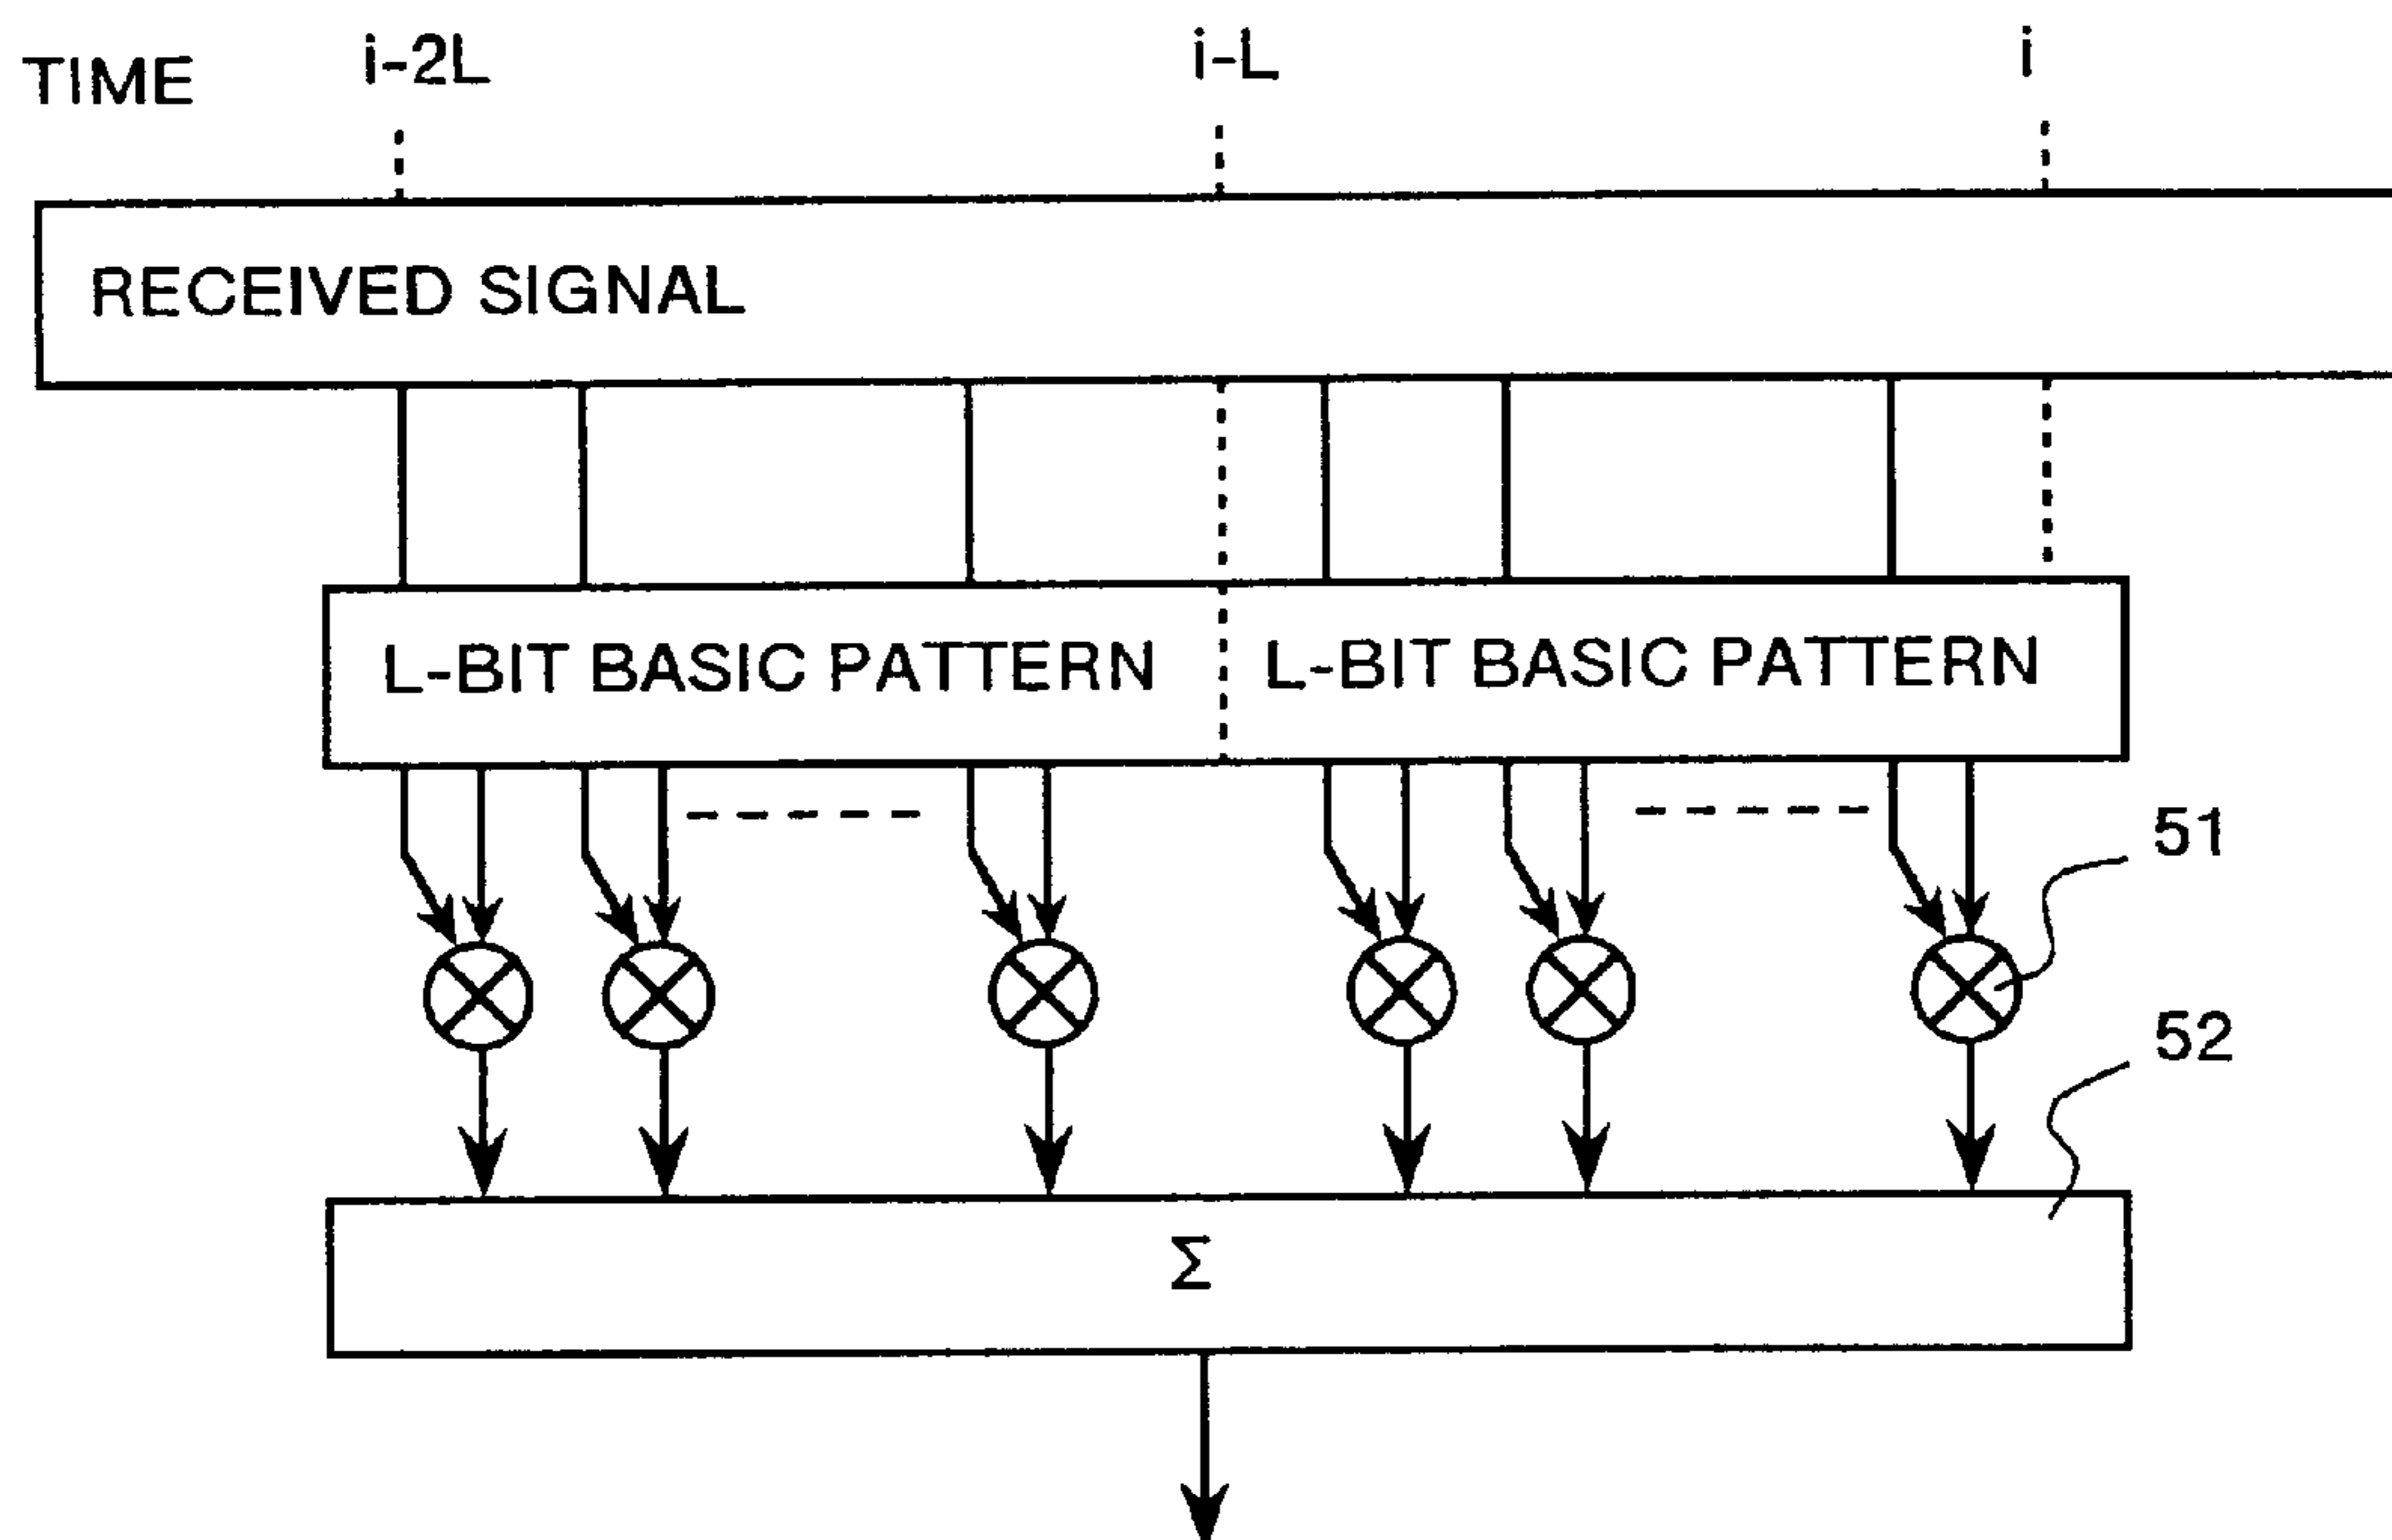 TIME i-2L i-L i
RECEIVED SIGNAL
L-BIT BASIC PATTERN L-BIT BASIC PATTERN
51
52
Σ